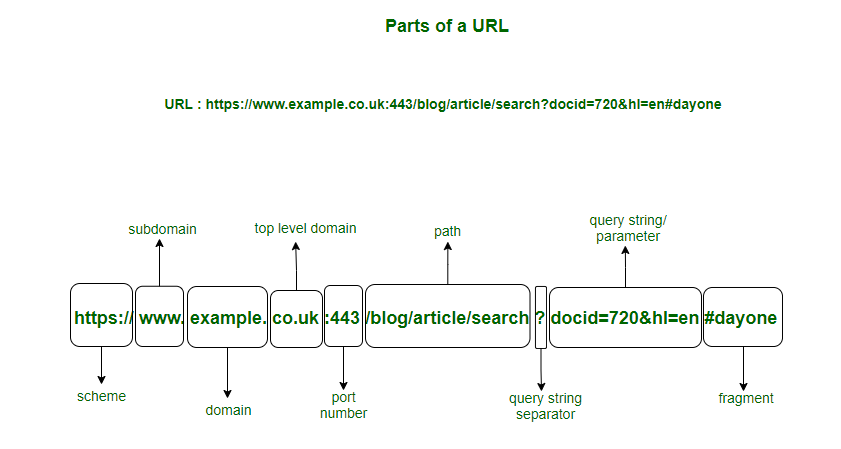 Parts of a URL
URL : https://www.example.co.uk:443/blog/article/search?docid=720&hl=en#dayone
subdomain
top level domain
path
query string/
parameter
https:// www. example. co.uk :443 /blog/article/search ? docid=720&hl=en #dayone
scheme
domain
port
number
query string
separator
fragment